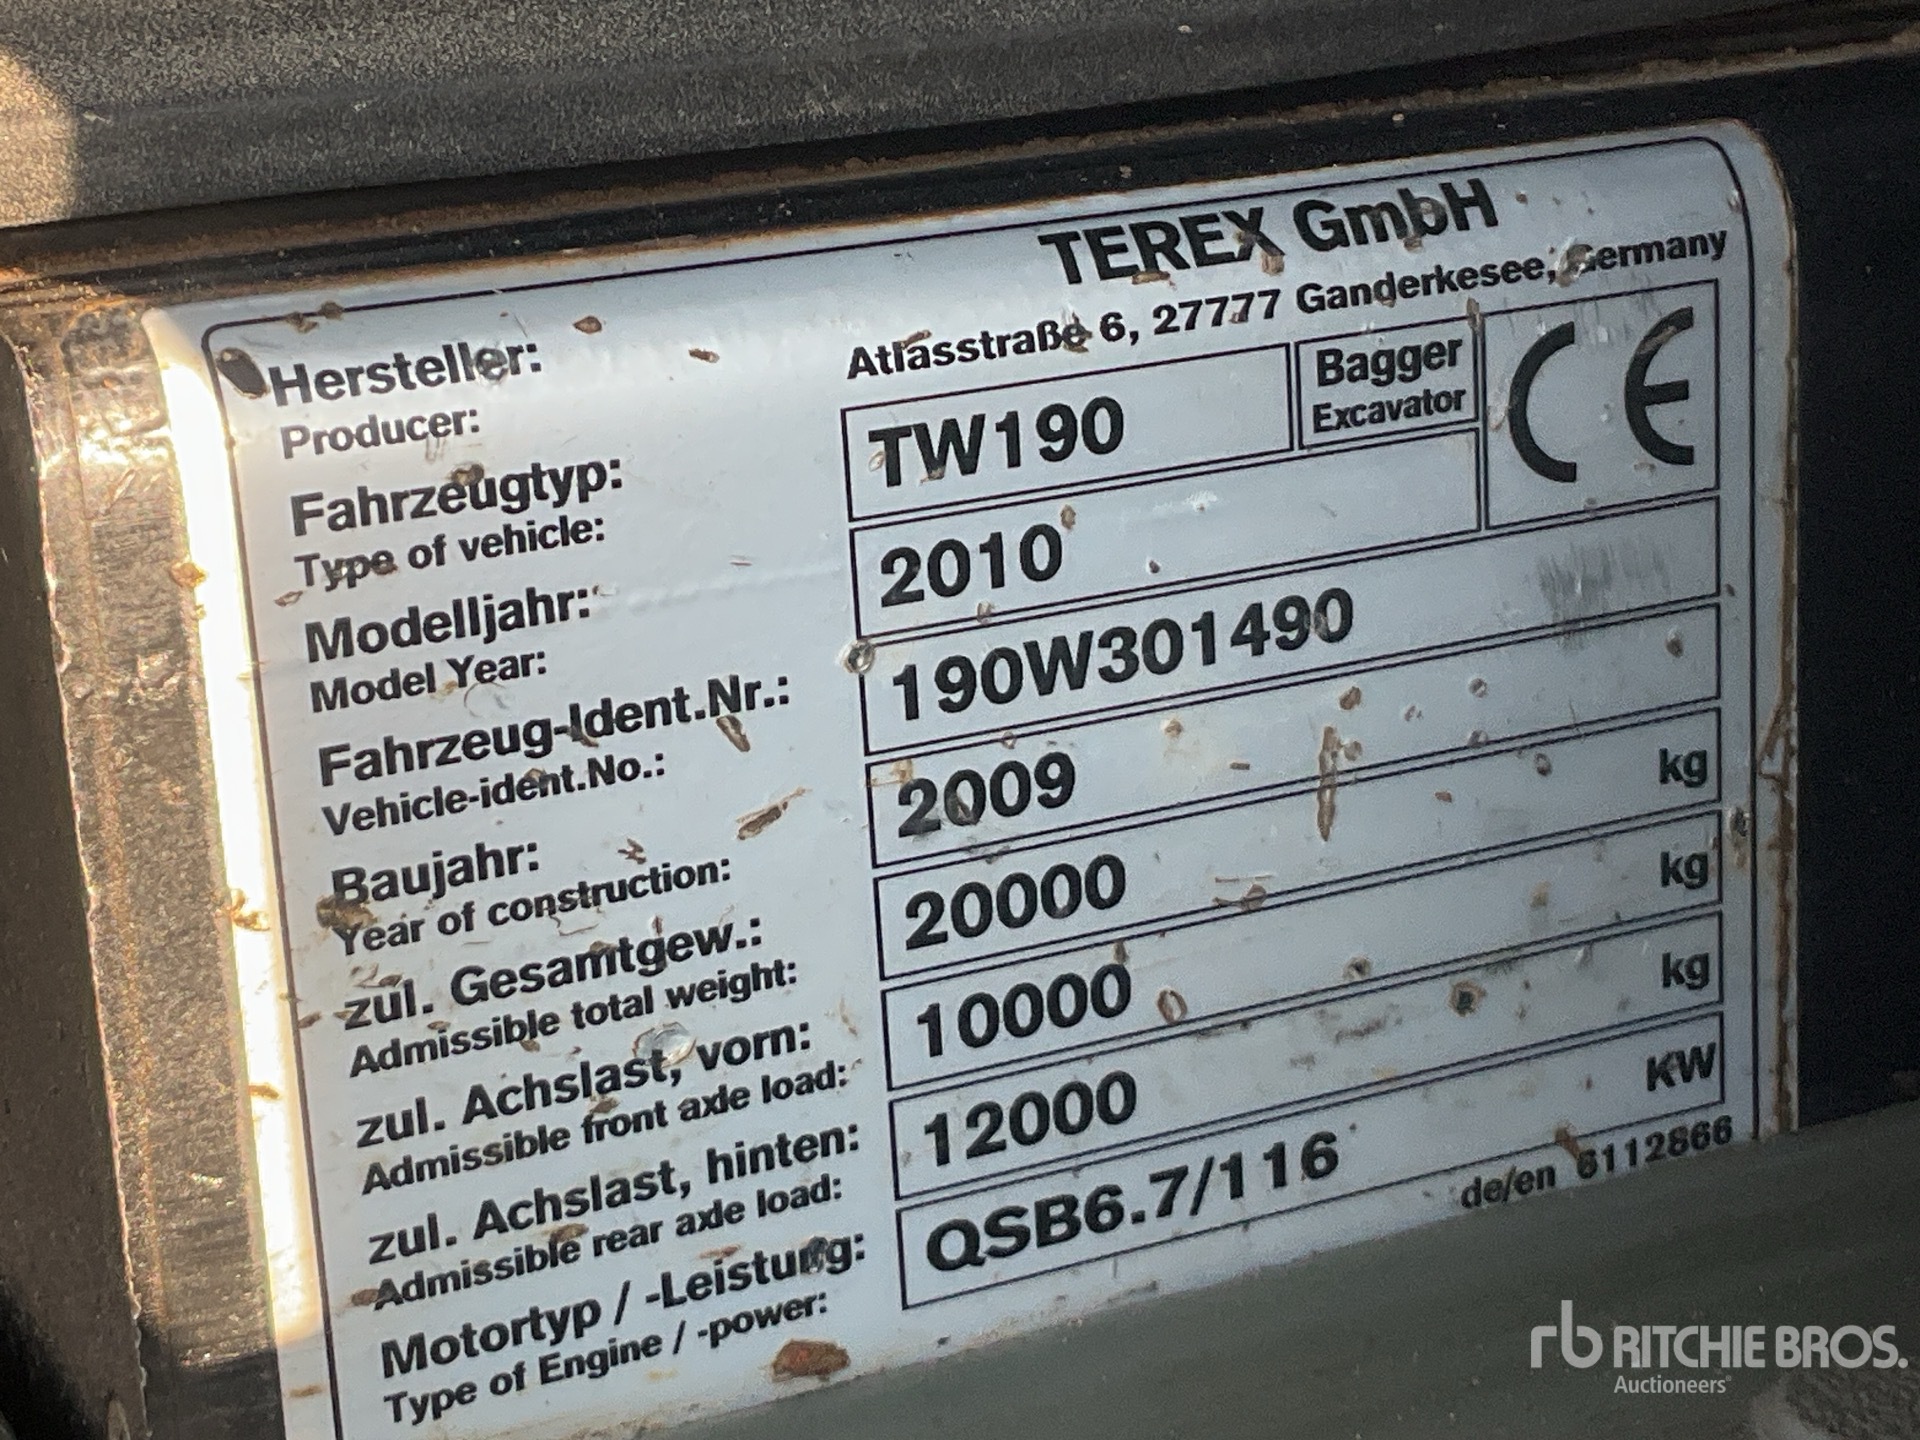 Hersteller: TEREX GmbH
Producer: Atlasstraße 6, 27777 Ganderkesee, Germany
Fahrzeugtyp: TW190 Bagger
Type of vehicle: Excavator
CE
Modelljahr: 2010
Model Year:
Fahrzeug-Ident.Nr.: 190W301490
Vehicle-ident.No.:
Baujahr: 2009
Year of construction:
zul. Gesamtgew.: 20000 kg
Admissible total weight:
zul. Achslast, vorn: 10000 kg
Admissible front axle load:
zul. Achslast, hinten: 12000 kg
Admissible rear axle load:
Motortyp / -Leistung: QSB6.7/116 KW
Type of Engine / -power:
de/en 6112866
rb RITCHIE BROS.
Auctioneers